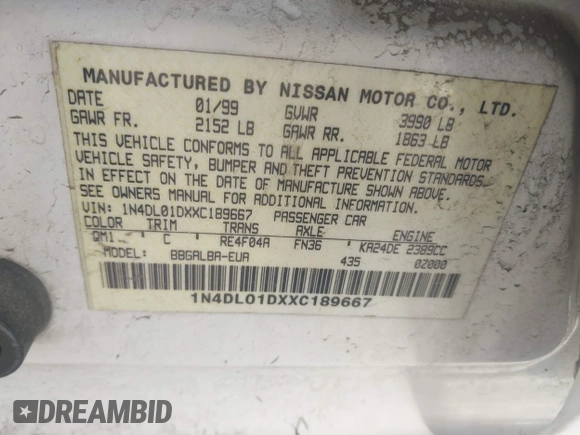 MANUFACTURED BY NISSAN MOTOR CO., LTD.
DATE 01/99 GVWR 3990 LB
GAWR FR. 2152 LB GAWR RR. 1863 LB
THIS VEHICLE CONFORMS TO ALL APPLICABLE FEDERAL MOTOR
VEHICLE SAFETY, BUMPER AND THEFT PREVENTION STANDARDS
IN EFFECT ON THE DATE OF MANUFACTURE SHOWN ABOVE.
SEE OWNERS MANUAL FOR ADDITIONAL INFORMATION.
VIN: 1N4DL01DXXC189667 PASSENGER CAR
COLOR TRIM TRANS AXLE ENGINE
QM1 C RE4F04A FN36 KA24DE 2389CC
MODEL: BBGALBA-EUA 435 0Z000
1N4DL01DXXC189667
DREAMBID